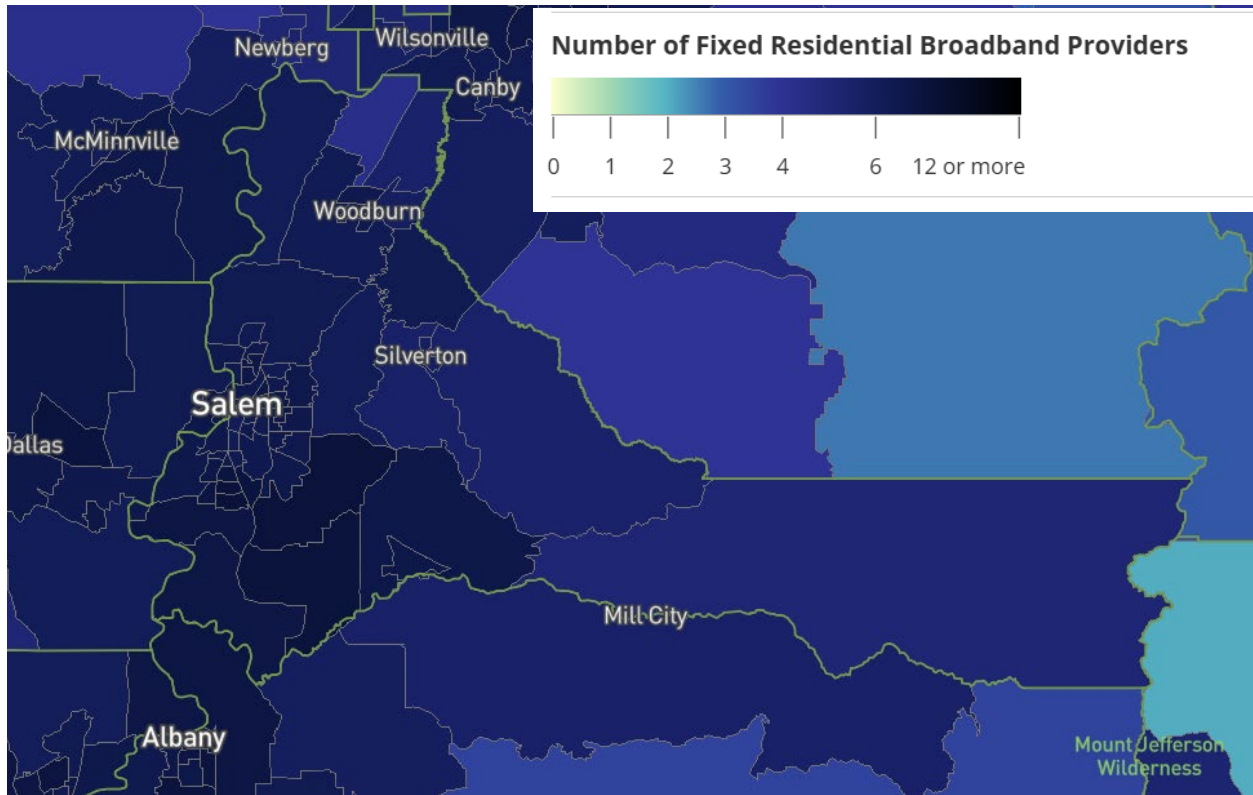 Newberg
Wilsonville
Number of Fixed Residential Broadband Providers
Canby
0 1 2 3 4 6 12 or more
McMinnville
Woodburn
Silverton
Salem
Dallas
Mill City
Albany
Mount Jefferson
Wilderness